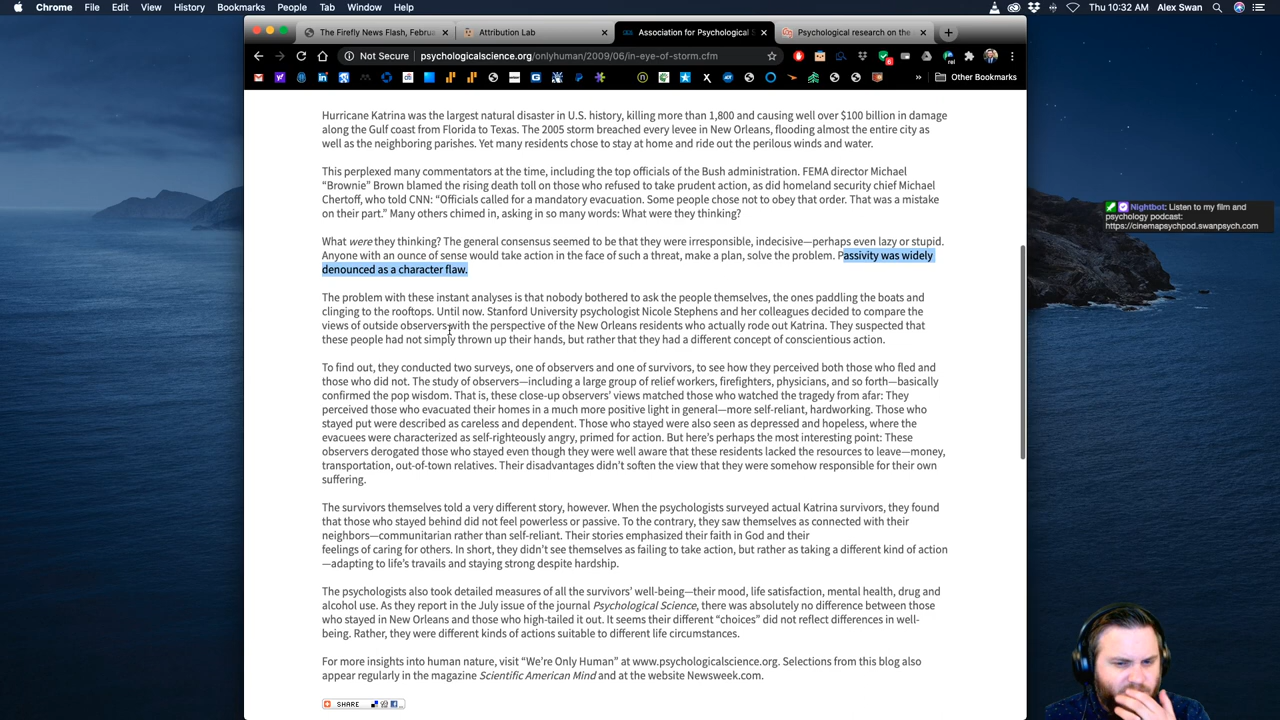 Chrome File Edit View History Bookmarks People Tab Window Help Thu 10:32 AM Alex Swan
The Firefly News Flash, Februa Attribution Lab Association for Psychological S Psychological research on the
Not Secure psychologicalscience.org/onlyhuman/2009/06/in-eye-of-storm.cfm
Other Bookmarks
Hurricane Katrina was the largest natural disaster in U.S. history, killing more than 1,800 and causing well over $100 billion in damage
along the Gulf coast from Florida to Texas. The 2005 storm breached every levee in New Orleans, flooding almost the entire city as
well as the neighboring parishes. Yet many residents chose to stay at home and ride out the perilous winds and water.
This perplexed many commentators at the time, including the top officials of the Bush administration. FEMA director Michael
“Brownie” Brown blamed the rising death toll on those who refused to take prudent action, as did homeland security chief Michael
Chertoff, who told CNN: “Officials called for a mandatory evacuation. Some people chose not to obey that order. That was a mistake
on their part.” Many others chimed in, asking in so many words: What were they thinking?
What were they thinking? The general consensus seemed to be that they were irresponsible, indecisive—perhaps even lazy or stupid.
Anyone with an ounce of sense would take action in the face of such a threat, make a plan, solve the problem. Passivity was widely
denounced as a character flaw.
The problem with these instant analyses is that nobody bothered to ask the people themselves, the ones paddling the boats and
clinging to the rooftops. Until now. Stanford University psychologist Nicole Stephens and her colleagues decided to compare the
views of outside observers with the perspective of the New Orleans residents who actually rode out Katrina. They suspected that
these people had not simply thrown up their hands, but rather that they had a different concept of conscientious action.
To find out, they conducted two surveys, one of observers and one of survivors, to see how they perceived both those who fled and
those who did not. The study of observers—including a large group of relief workers, firefighters, physicians, and so forth—basically
confirmed the pop wisdom. That is, these close-up observers’ views matched those who watched the tragedy from afar: They
perceived those who evacuated their homes in a much more positive light in general—more self-reliant, hardworking. Those who
stayed put were described as careless and dependent. Those who stayed were also seen as depressed and hopeless, where the
evacuees were characterized as self-righteously angry, primed for action. But here’s perhaps the most interesting point: These
observers derogated those who stayed even though they were well aware that these residents lacked the resources to leave—money,
transportation, out-of-town relatives. Their disadvantages didn’t soften the view that they were somehow responsible for their own
suffering.
The survivors themselves told a very different story, however. When the psychologists surveyed actual Katrina survivors, they found
that those who stayed behind did not feel powerless or passive. To the contrary, they saw themselves as connected with their
neighbors—communitarian rather than self-reliant. Their stories emphasized their faith in God and their
feelings of caring for others. In short, they didn’t see themselves as failing to take action, but rather as taking a different kind of action
—adapting to life’s travails and staying strong despite hardship.
The psychologists also took detailed measures of all the survivors’ well-being—their mood, life satisfaction, mental health, drug and
alcohol use. As they report in the July issue of the journal Psychological Science, there was absolutely no difference between those
who stayed in New Orleans and those who high-tailed it out. It seems their different “choices” did not reflect differences in well-
being. Rather, they were different kinds of actions suitable to different life circumstances.
For more insights into human nature, visit “We’re Only Human” at www.psychologicalscience.org. Selections from this blog also
appear regularly in the magazine Scientific American Mind and at the website Newsweek.com.
SHARE
Nightbot: Listen to my film and
psychology podcast:
https://cinemapsychpod.swanpsych.com